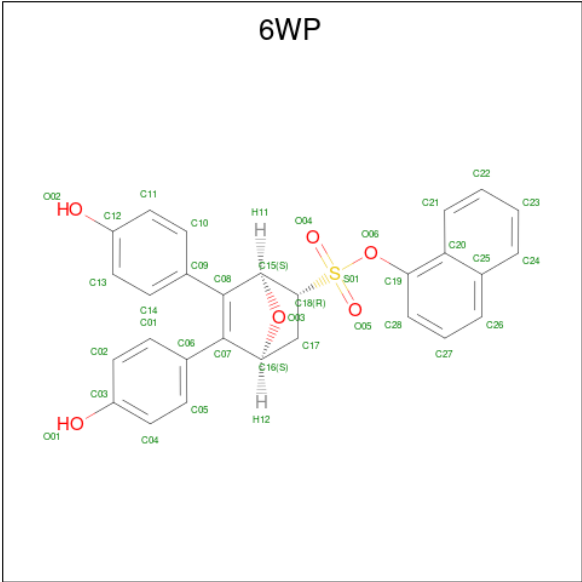 6WP
C22
C21
C23
O02
HO
C11
C12
C10
H11
H
O04
O
O06
O
C20
C25
C24
C13
C09
C08
C15(S)
S
S01
C19
C14
C01
C18(R)
O
O03
O
O05
C28
C26
C06
C07
C17
C27
C02
C16(S)
C03
C05
H
H12
HO
O01
C04